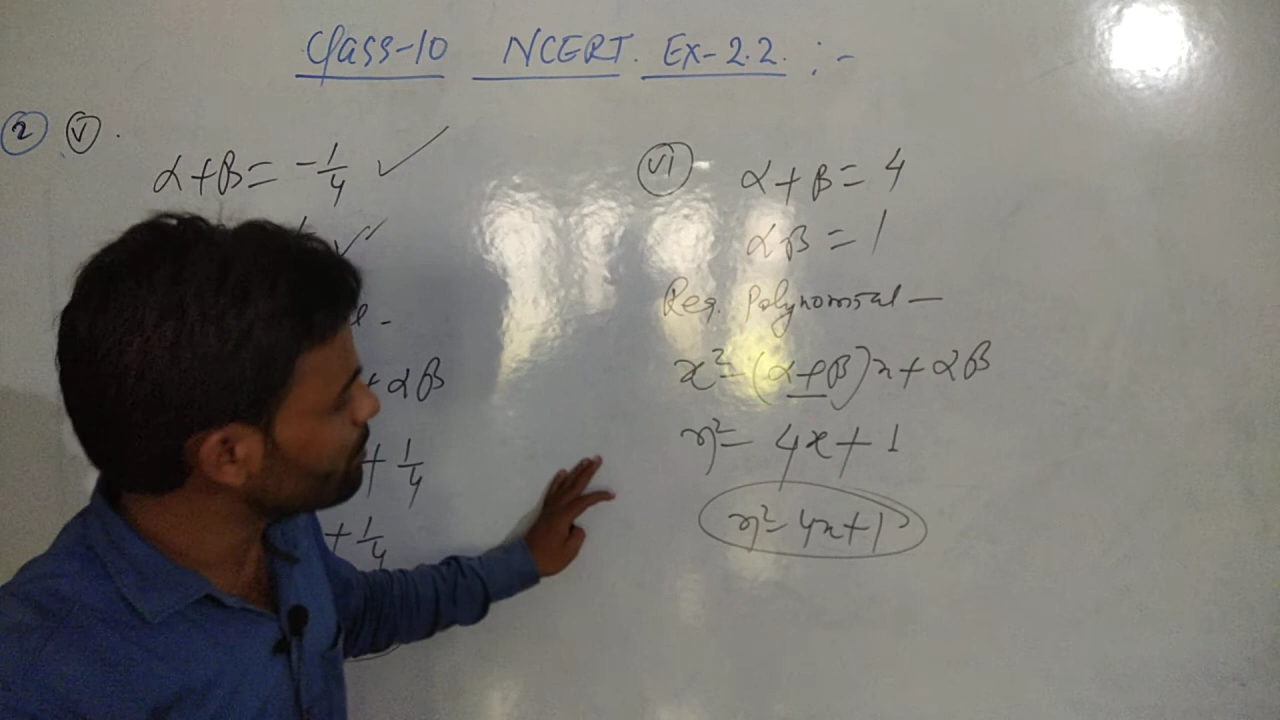 Class-10 NCERT. Ex-2.2. :-
② ⓥ.
α+β = -1/4 ✓
αβ
+ 1/4
+ 1/4
(vi) α + β = 4
αβ = 1
Req. Polynomial —
x² - (α+β)x + αβ
x² - 4x + 1
x² - 4x + 1